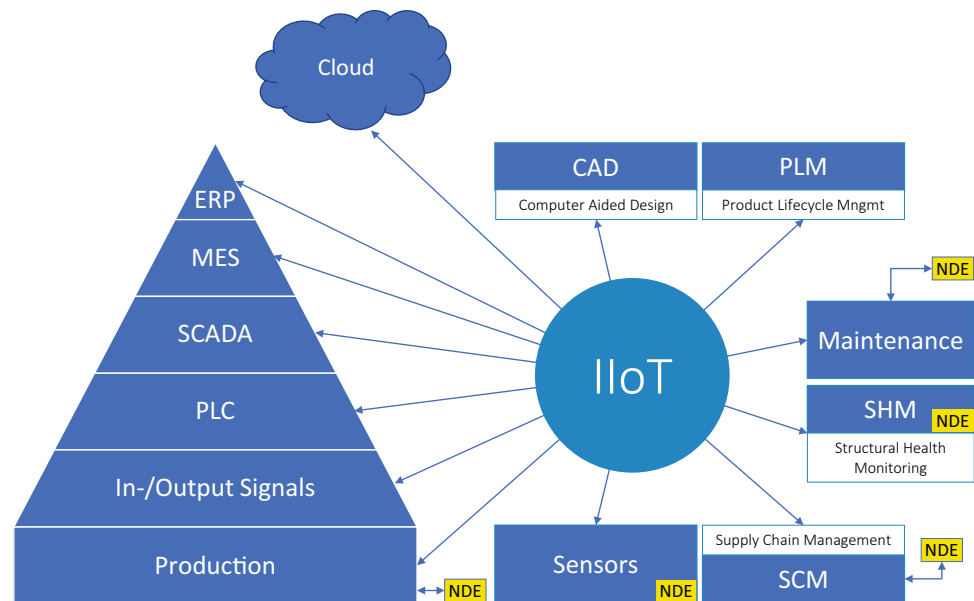 Cloud
ERP
MES
SCADA
PLC
In-/Output Signals
Production
NDE
IIoT
CAD
Computer Aided Design
PLM
Product Lifecycle Mngmt
NDE
Maintenance
SHM
NDE
Structural Health
Monitoring
Sensors
NDE
Supply Chain Management
SCM
NDE